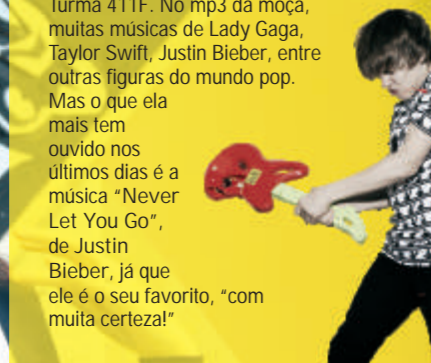 Turma 411F. No mp3 da moça,
muitas músicas de Lady Gaga,
Taylor Swift, Justin Bieber, entre
outras figuras do mundo pop.
Mas o que ela
mais tem
ouvido nos
últimos dias é a
música “Never
Let You Go”,
de Justin
Bieber, já que
ele é o seu favorito, “com
muita certeza!”